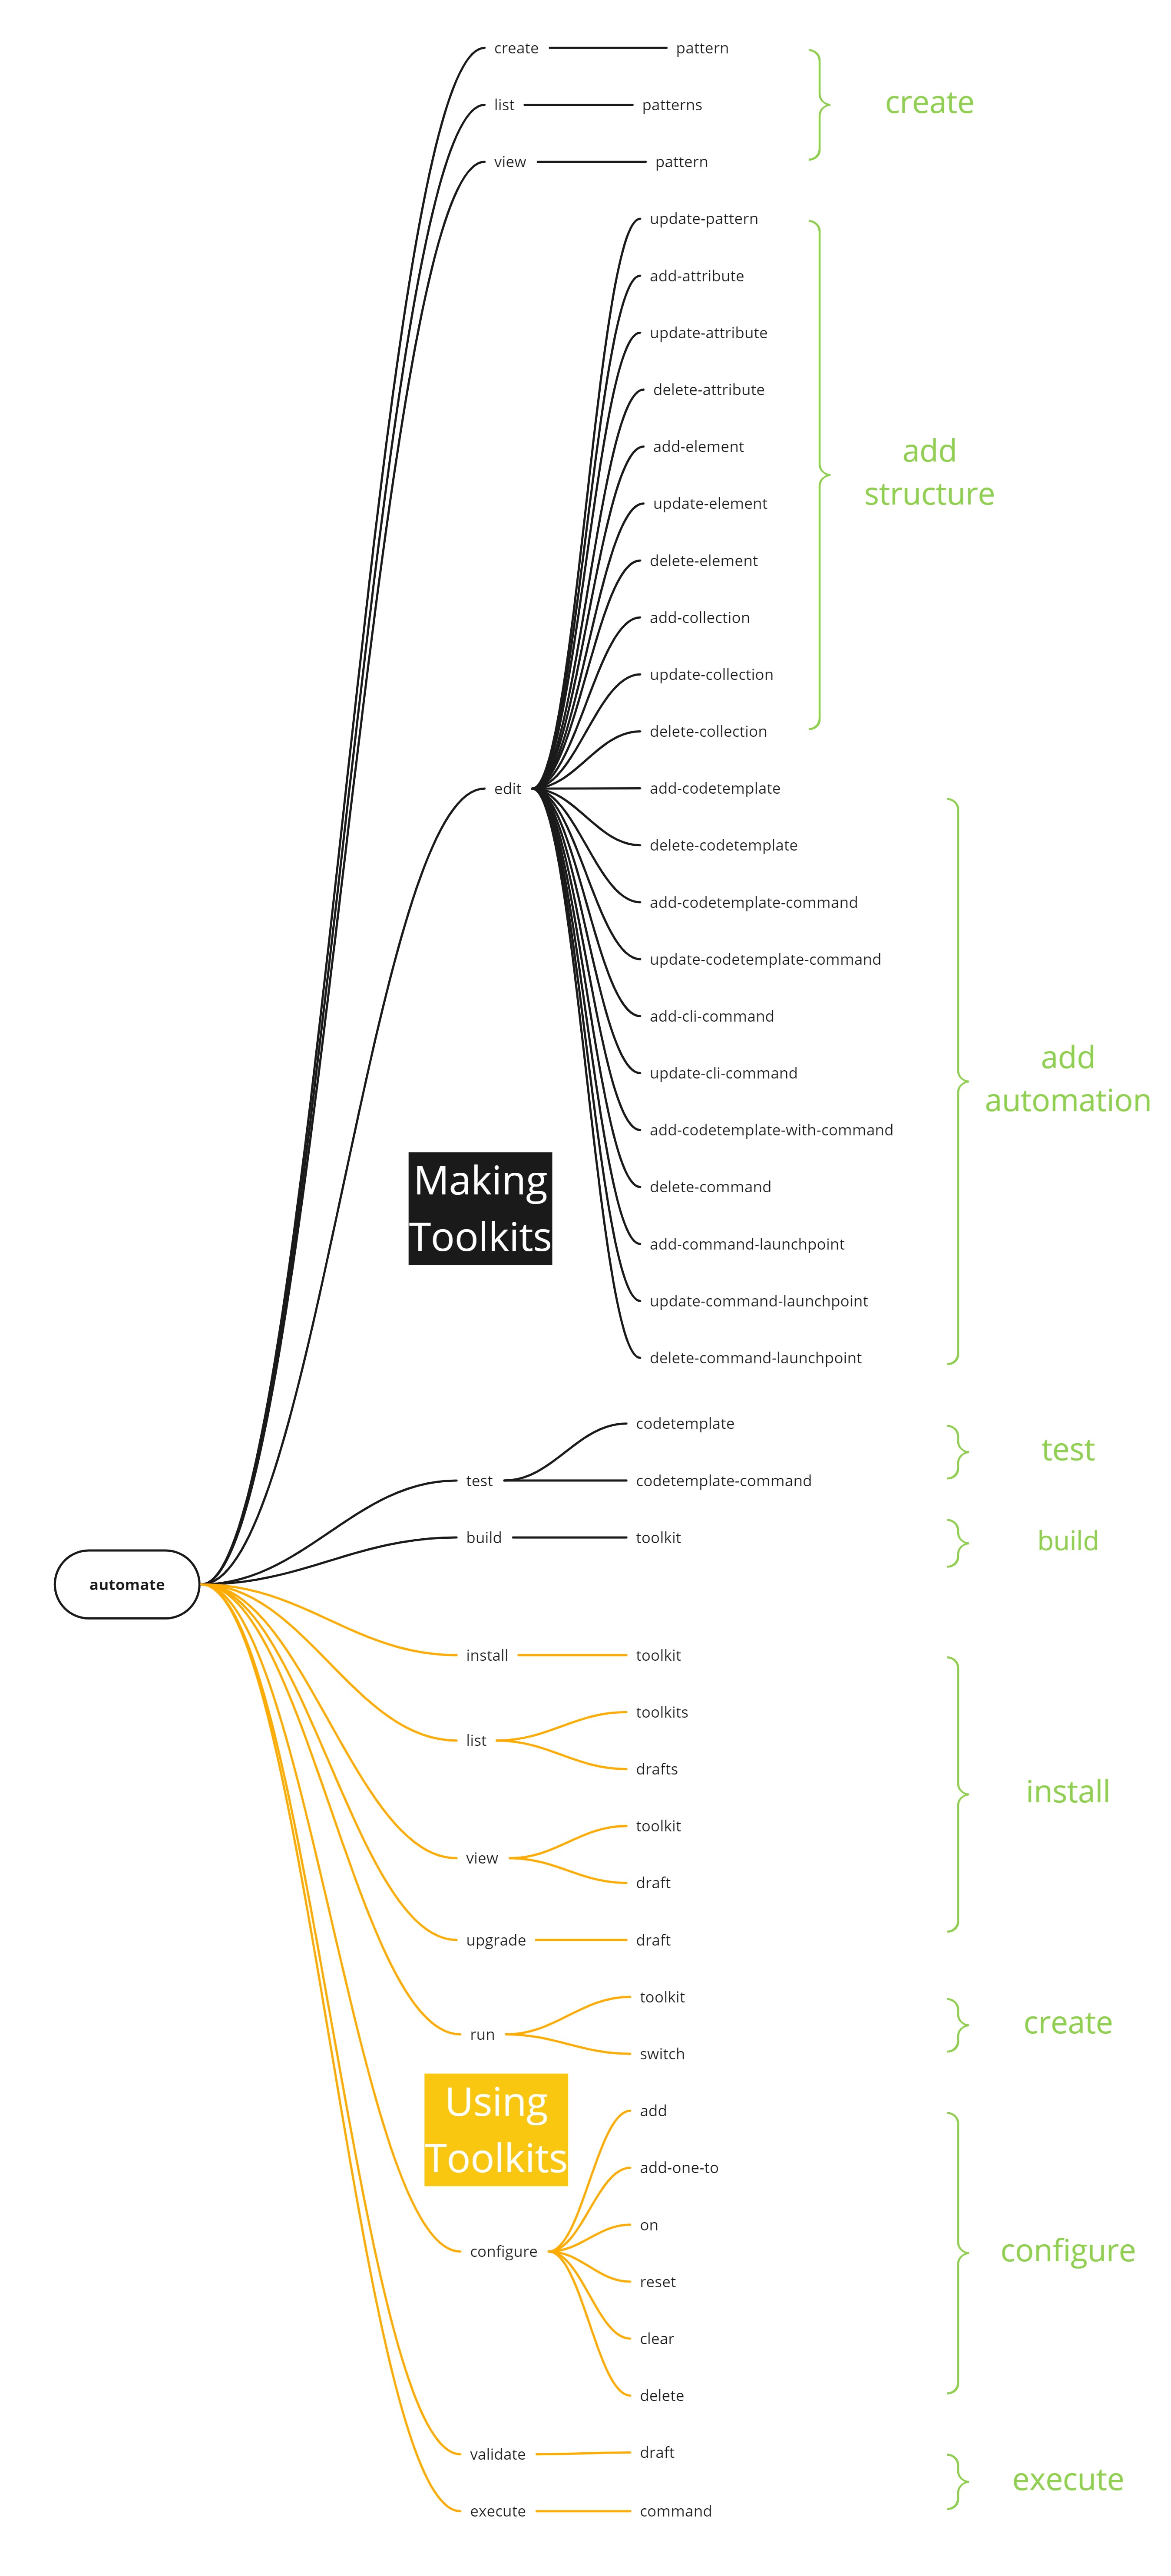 create
pattern
list
patterns
create
view
pattern
update-pattern
add-attribute
update-attribute
delete-attribute
add-element
add
structure
update-element
delete-element
add-collection
update-collection
delete-collection
edit
add-codetemplate
delete-codetemplate
add-codetemplate-command
update-codetemplate-command
add-cli-command
update-cli-command
add
automation
add-codetemplate-with-command
Making
Toolkits
delete-command
add-command-launchpoint
update-command-launchpoint
delete-command-launchpoint
codetemplate
test
test
codetemplate-command
build
toolkit
build
automate
install
toolkit
toolkits
list
drafts
install
toolkit
view
draft
upgrade
draft
toolkit
create
run
switch
Using
Toolkits
add
add-one-to
on
configure
configure
reset
clear
delete
validate
draft
execute
execute
command